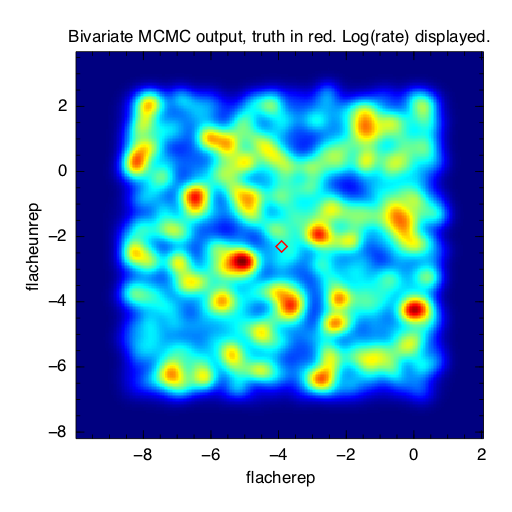 Bivariate MCMC output, truth in red. Log(rate) displayed.
2
0
−2
−4
−6
−8
flacheunrep
−8 −6 −4 −2 0 2
flacherep